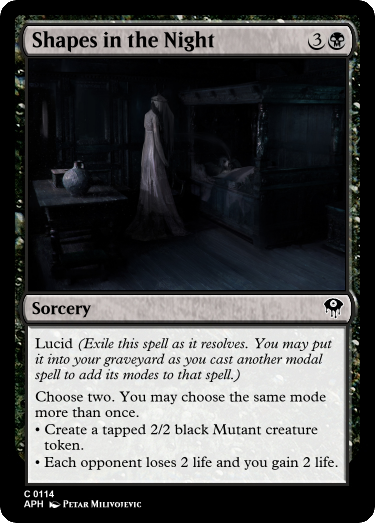 Shapes in the Night 3
Sorcery
Lucid (Exile this spell as it resolves. You may put
it into your graveyard as you cast another modal
spell to add its modes to that spell.)
Choose two. You may choose the same mode
more than once.
• Create a tapped 2/2 black Mutant creature
token.
• Each opponent loses 2 life and you gain 2 life.
C 0114
APH Petar Milivojevic